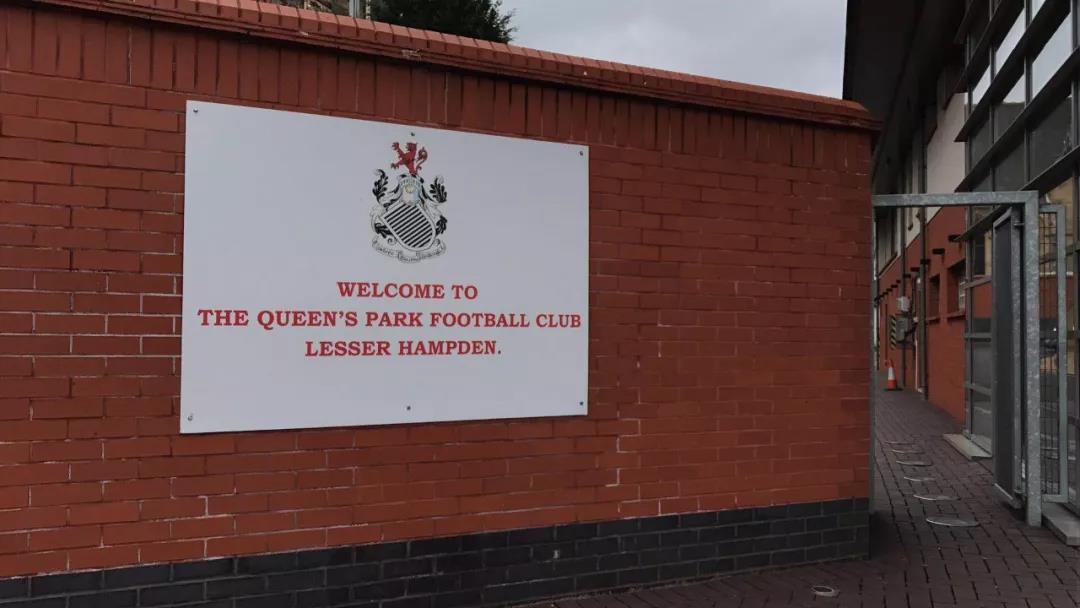 WELCOME TO
THE QUEEN'S PARK FOOTBALL CLUB
LESSER HAMPDEN.